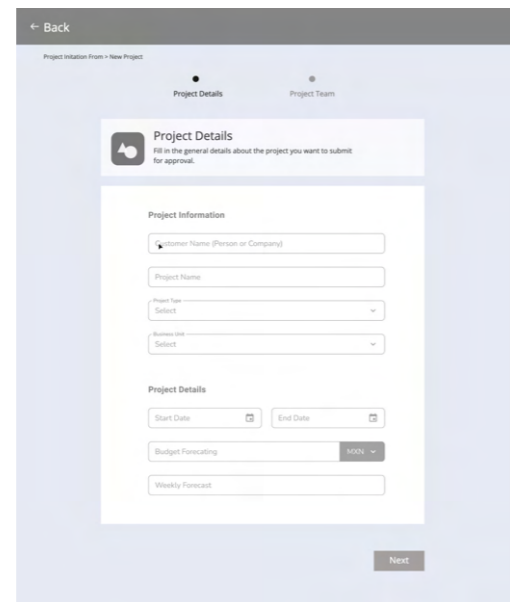 ← Back
Project Initation From > New Project
Project Details
Project Team
Project Details
Fill in the general details about the project you want to submit
for approval.
Project Information
Customer Name (Person or Company)
Project Name
Project Type
Select
Business Unit
Select
Project Details
Start Date
End Date
Budget Forecating
MXN
Weekly Forecast
Next